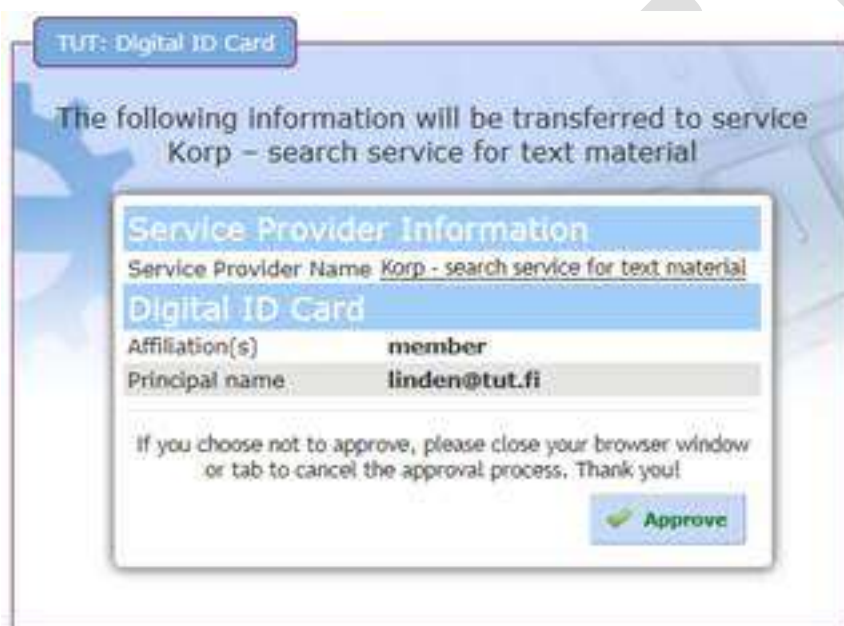 TUT: Digital ID Card
The following information will be transferred to service
Korp – search service for text material
Service Provider Information
Service Provider Name Korp - search service for text material
Digital ID Card
Affiliation(s) member
Principal name linden@tut.fi
If you choose not to approve, please close your browser window
or tab to cancel the approval process. Thank you!
Approve